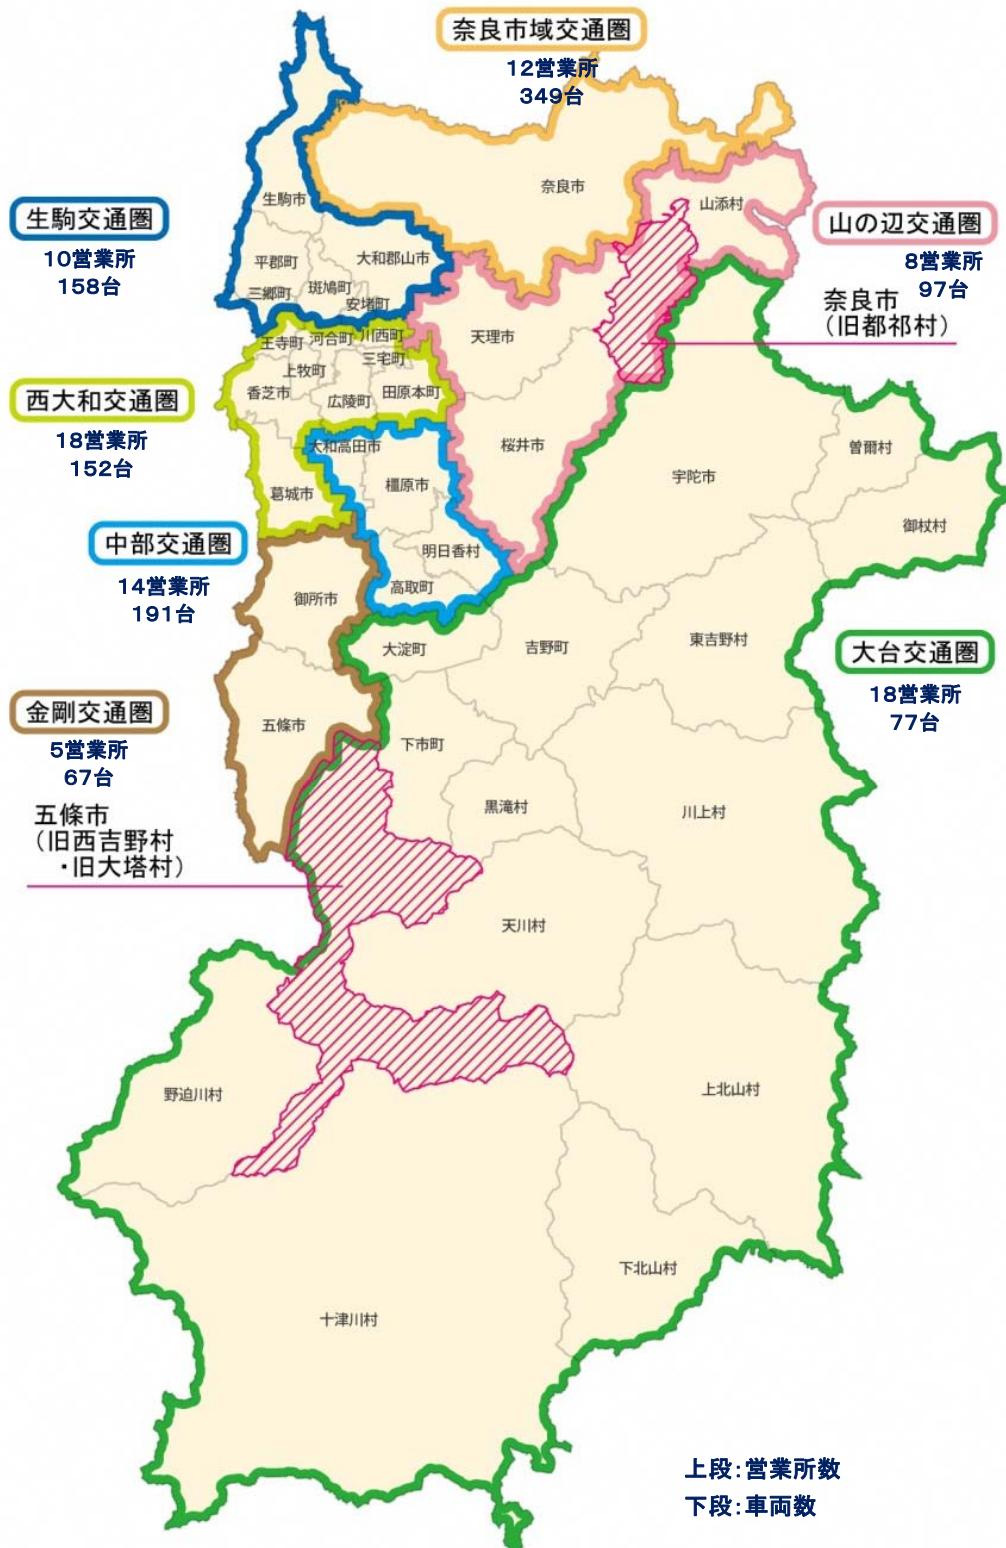 奈良市域交通圏
12営業所
349台
奈良市
山添村
生駒市
生駒交通圏
10営業所
158台
山の辺交通圏
8営業所
97台
平郡町
大和郡山市
三郷町
斑鳩町
安堵町
奈良市
（旧都祁村）
天理市
王寺町
河合町
川西町
三宅町
上牧町
香芝市
広陵町
田原本町
西大和交通圏
18営業所
152台
大和高田市
桜井市
曽爾村
宇陀市
橿原市
葛城市
御杖村
中部交通圏
14営業所
191台
明日香村
高取町
御所市
大淀町
吉野町
東吉野村
大台交通圏
18営業所
77台
金剛交通圏
5営業所
67台
五條市
下市町
黒滝村
川上村
五條市
（旧西吉野村
・旧大塔村）
天川村
野迫川村
上北山村
下北山村
十津川村
上段：営業所数
下段：車両数